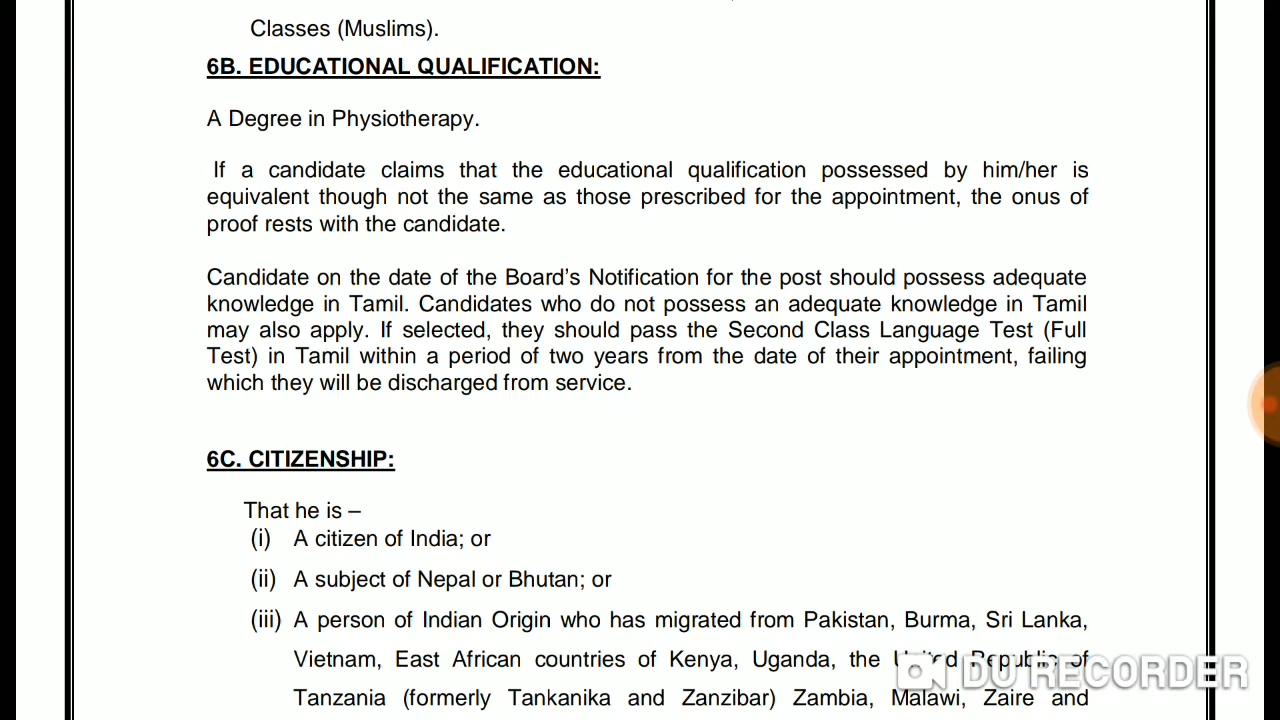 Classes (Muslims).
6B. EDUCATIONAL QUALIFICATION:
A Degree in Physiotherapy.
If a candidate claims that the educational qualification possessed by him/her is
equivalent though not the same as those prescribed for the appointment, the onus of
proof rests with the candidate.
Candidate on the date of the Board's Notification for the post should possess adequate
knowledge in Tamil. Candidates who do not possess an adequate knowledge in Tamil
may also apply. If selected, they should pass the Second Class Language Test (Full
Test) in Tamil within a period of two years from the date of their appointment, failing
which they will be discharged from service.
6C. CITIZENSHIP:
That he is –
(i) A citizen of India; or
(ii) A subject of Nepal or Bhutan; or
(iii) A person of Indian Origin who has migrated from Pakistan, Burma, Sri Lanka,
Vietnam, East African countries of Kenya, Uganda, the United Republic of
DU RECORDER
Tanzania (formerly Tankanika and Zanzibar) Zambia, Malawi, Zaire and